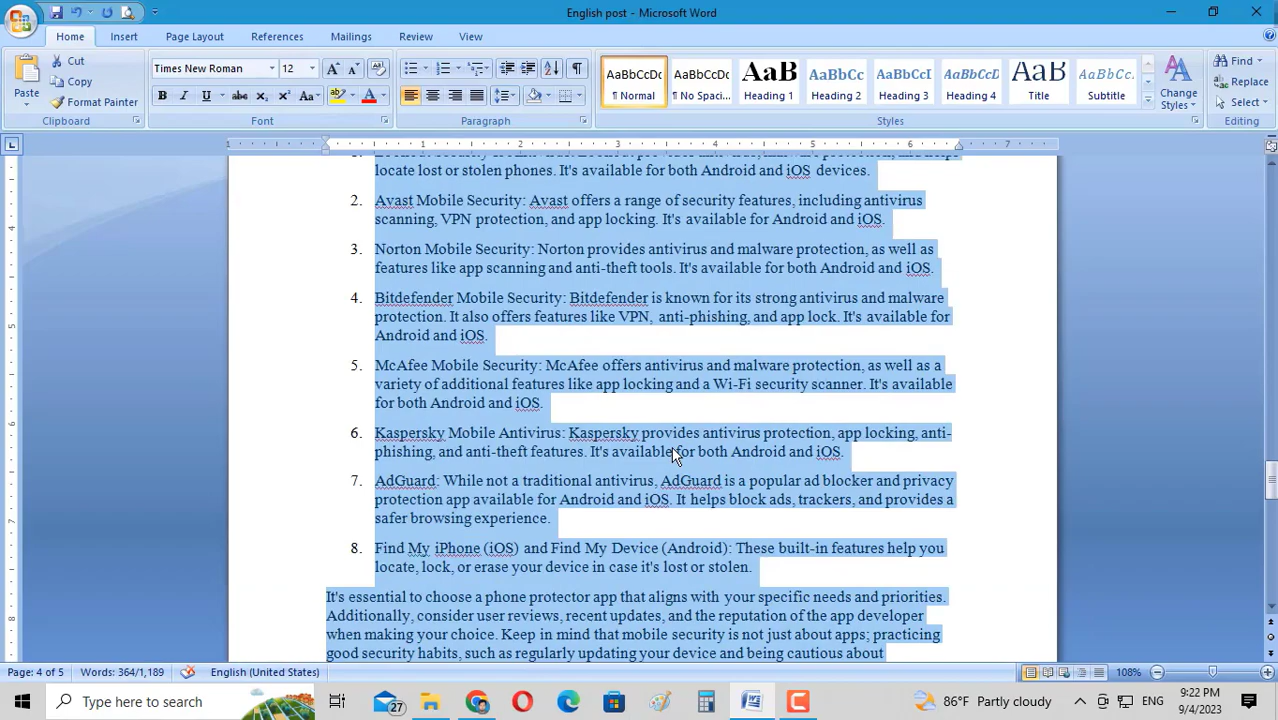 English post - Microsoft Word
Home Insert Page Layout References Mailings Review View
Paste
Cut
Copy
Format Painter
Clipboard
Times New Roman 12
Font
Paragraph
AaBbCcDc AaBbCcDc AaB AaBbCc AaBbCcI AaBbCcI AaB AaBbCc.
¶ Normal ¶ No Spaci... Heading 1 Heading 2 Heading 3 Heading 4 Title Subtitle
Change Styles
Styles
Find
Replace
Select
Editing
locate lost or stolen phones. It's available for both Android and iOS devices.
2. Avast Mobile Security: Avast offers a range of security features, including antivirus
scanning, VPN protection, and app locking. It's available for Android and iOS.
3. Norton Mobile Security: Norton provides antivirus and malware protection, as well as
features like app scanning and anti-theft tools. It's available for both Android and iOS.
4. Bitdefender Mobile Security: Bitdefender is known for its strong antivirus and malware
protection. It also offers features like VPN, anti-phishing, and app lock. It's available for
Android and iOS.
5. McAfee Mobile Security: McAfee offers antivirus and malware protection, as well as a
variety of additional features like app locking and a Wi-Fi security scanner. It's available
for both Android and iOS.
6. Kaspersky Mobile Antivirus: Kaspersky provides antivirus protection, app locking, anti-
phishing, and anti-theft features. It's available for both Android and iOS.
7. AdGuard: While not a traditional antivirus, AdGuard is a popular ad blocker and privacy
protection app available for Android and iOS. It helps block ads, trackers, and provides a
safer browsing experience.
8. Find My iPhone (iOS) and Find My Device (Android): These built-in features help you
locate, lock, or erase your device in case it's lost or stolen.
It's essential to choose a phone protector app that aligns with your specific needs and priorities.
Additionally, consider user reviews, recent updates, and the reputation of the app developer
when making your choice. Keep in mind that mobile security is not just about apps; practicing
good security habits, such as regularly updating your device and being cautious about
Page: 4 of 5 Words: 364/1,189 English (United States) 108%
Type here to search 27 86°F Partly cloudy ENG 9:22 PM
9/4/2023